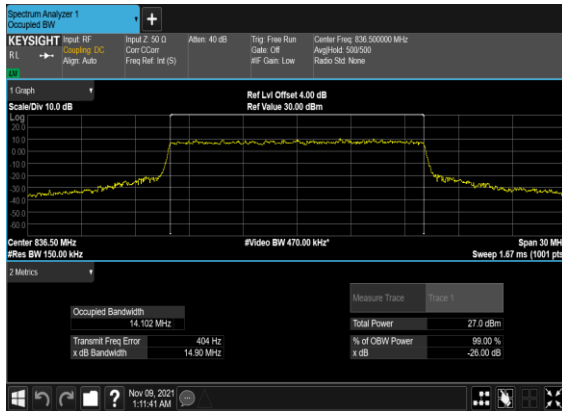 Spectrum Analyzer 1
Occupied BW
+
KEYSIGHT Input: RF Input Z: 50 Ω Atten: 40 dB Trig: Free Run Center Freq: 836.500000 MHz
RL Coupling: DC Corr CCorr Gate: Off Avg|Hold: 500/500
Align: Auto Freq Ref: Int (S) #IF Gain: Low Radio Std: None
1 Graph
Ref Lvl Offset 4.00 dB
Scale/Div 10.0 dB Ref Value 30.00 dBm
Log
20.0
10.0
0.00
-10.0
-20.0
-30.0
-40.0
-50.0
-60.0
Center 836.50 MHz #Video BW 470.00 kHz* Span 30 MH
#Res BW 150.00 kHz Sweep 1.67 ms (1001 pts
2 Metrics
Measure Trace Trace 1
Occupied Bandwidth
14.102 MHz Total Power 27.0 dBm
Transmit Freq Error 404 Hz % of OBW Power 99.00 %
x dB Bandwidth 14.90 MHz x dB -26.00 dB
? Nov 09, 2021
1:11:41 AM